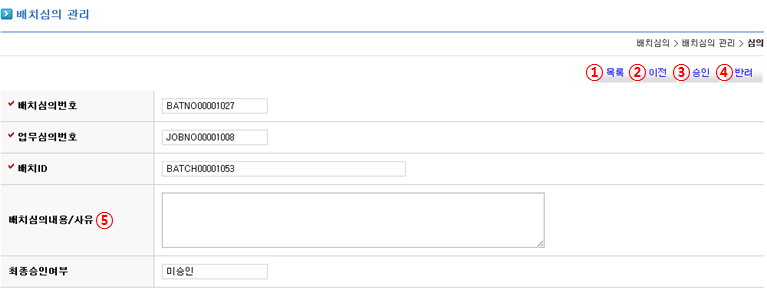 배치심의 관리
배치심의 > 배치심의 관리 > 심의
① 목록 ② 이전 ③ 승인 ④ 반려
배치심의번호 BATNO00001027
업무심의번호 JOBNO00001008
배치ID BATCH00001053
배치심의내용/사유 ⑤
최종승인여부 미승인